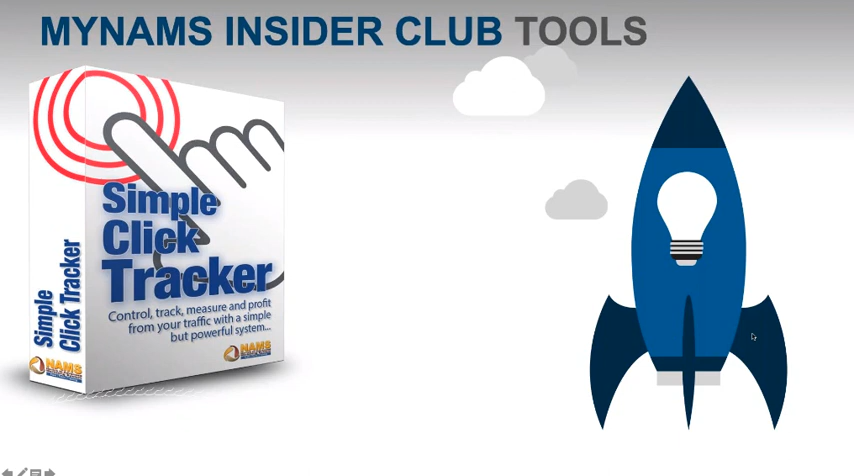 MYNAMS INSIDER CLUB TOOLS
Simple
Click
Tracker
Control, track, measure and profit
from your traffic with a simple
but powerful system...
NAMS
Simple
Click Tracker
NAMS